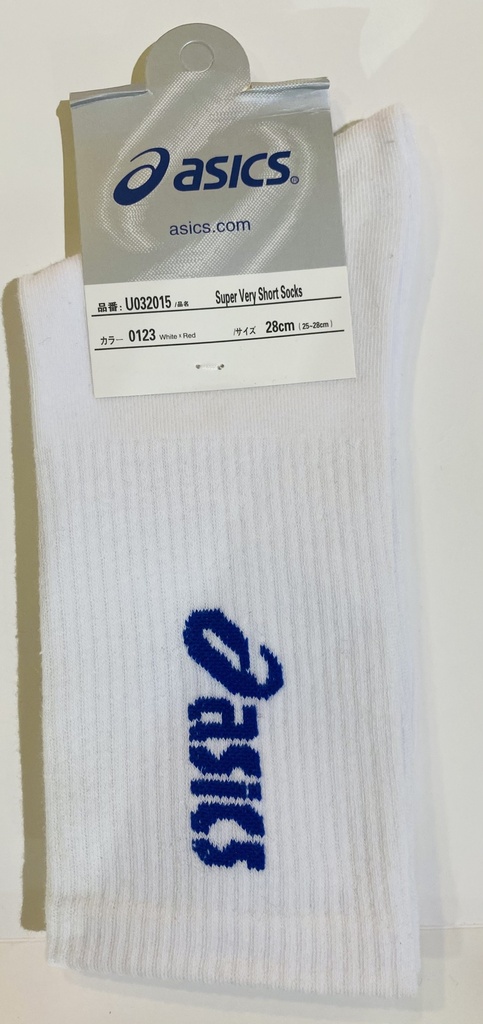 asics®
asics.com
品番: U032015 /品名 Super Very Short Socks
カラー 0123 White×Red /サイズ 28cm (25-28cm)
asics